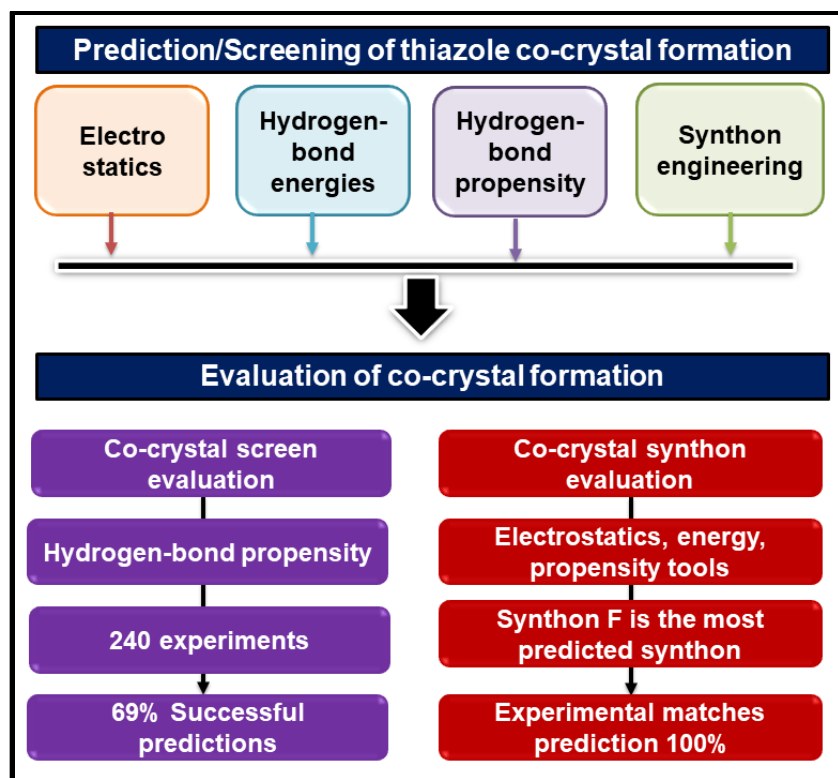 Prediction/Screening of thiazole co-crystal formation
Electro
statics
Hydrogen-
bond
energies
Hydrogen-
bond
propensity
Synthon
engineering
Evaluation of co-crystal formation
Co-crystal screen
evaluation
Hydrogen-bond propensity
240 experiments
69% Successful
predictions
Co-crystal synthon
evaluation
Electrostatics, energy,
propensity tools
Synthon F is the most
predicted synthon
Experimental matches
prediction 100%